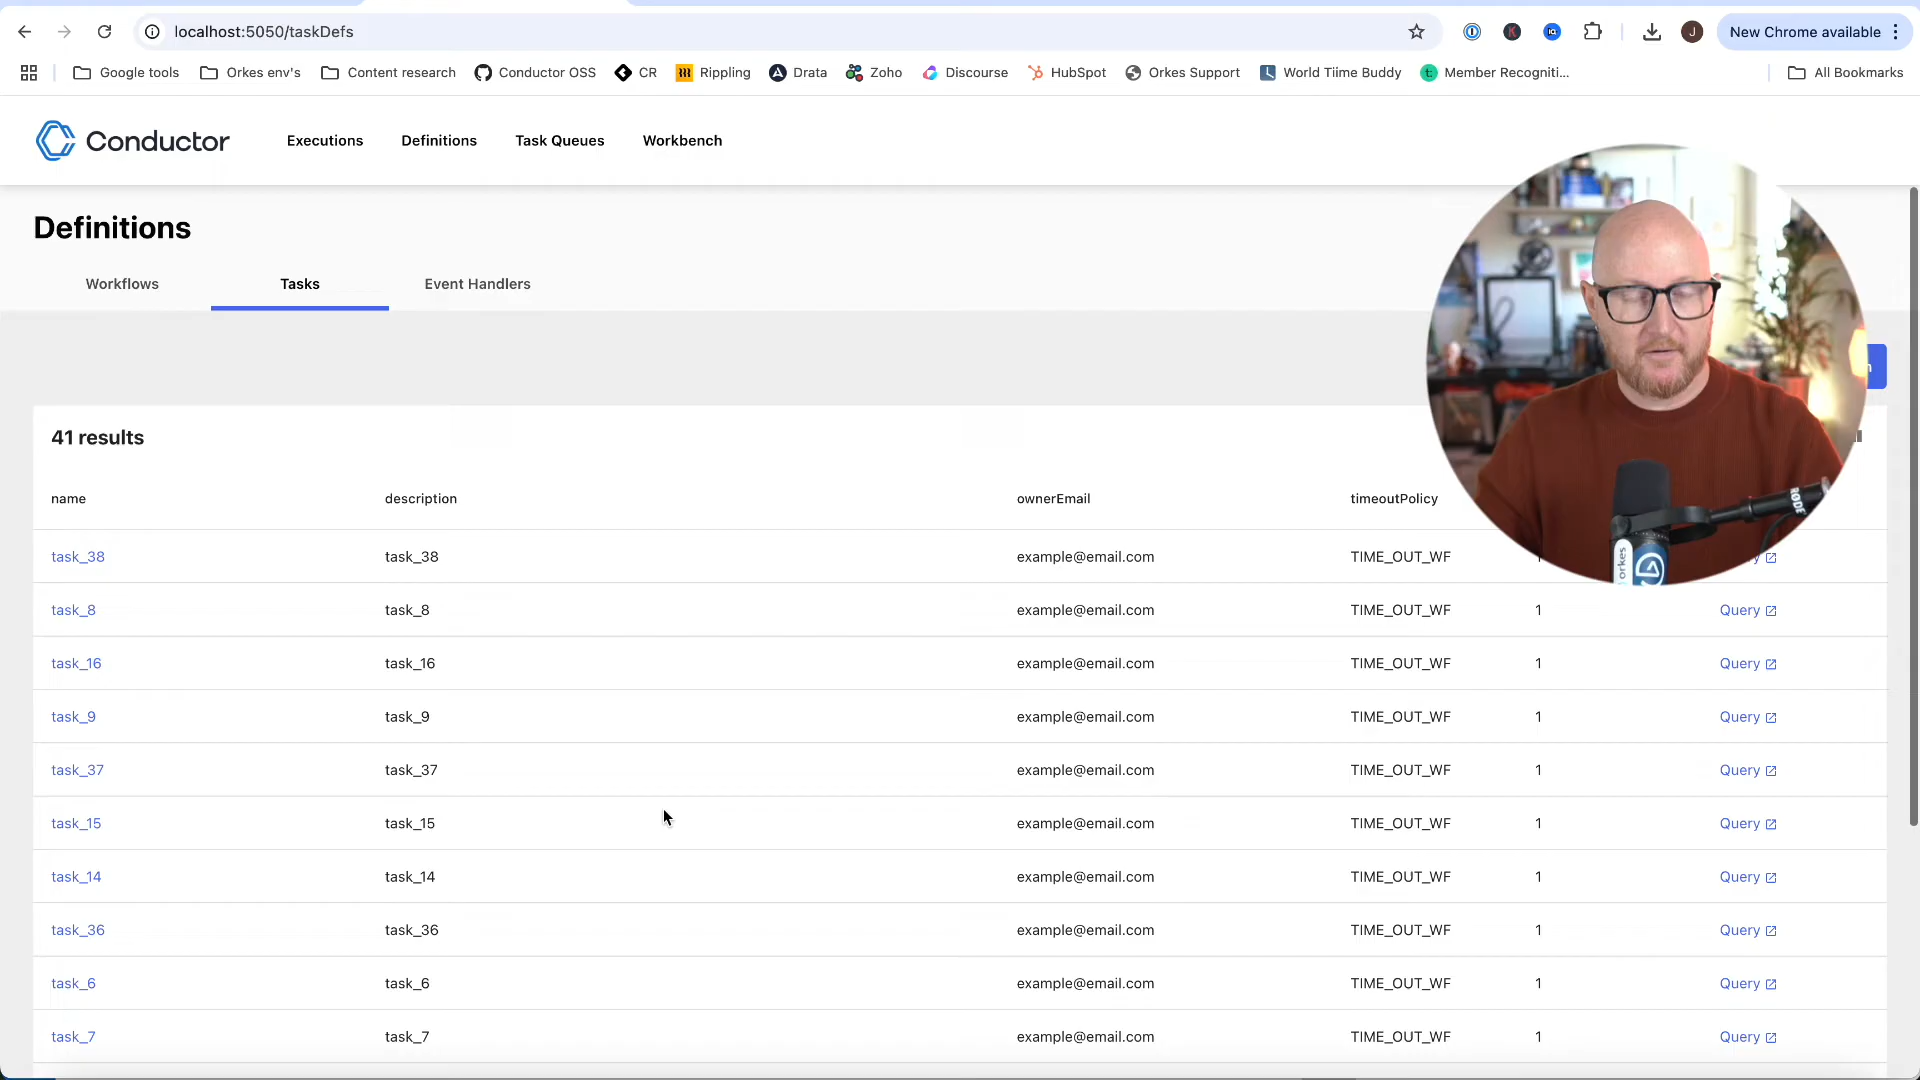 localhost:5050/taskDefs
New Chrome available
Google tools
Orkes env's
Content research
Conductor OSS
CR
Rippling
Drata
Zoho
Discourse
HubSpot
Orkes Support
World Tiime Buddy
Member Recogniti...
All Bookmarks
Conductor
Executions
Definitions
Task Queues
Workbench
Definitions
Workflows
Tasks
Event Handlers
41 results
name description ownerEmail timeoutPolicy
task_38 task_38 example@email.com TIME_OUT_WF
task_8 task_8 example@email.com TIME_OUT_WF 1 Query
task_16 task_16 example@email.com TIME_OUT_WF 1 Query
task_9 task_9 example@email.com TIME_OUT_WF 1 Query
task_37 task_37 example@email.com TIME_OUT_WF 1 Query
task_15 task_15 example@email.com TIME_OUT_WF 1 Query
task_14 task_14 example@email.com TIME_OUT_WF 1 Query
task_36 task_36 example@email.com TIME_OUT_WF 1 Query
task_6 task_6 example@email.com TIME_OUT_WF 1 Query
task_7 task_7 example@email.com TIME_OUT_WF 1 Query
RØDE
orkes